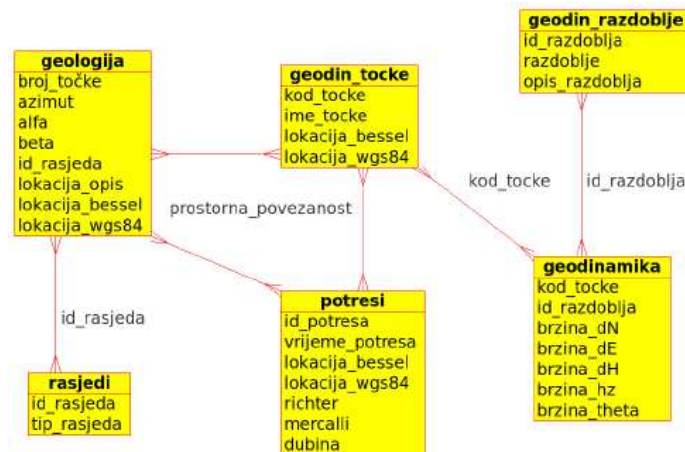 geologija
broj_točke
azimut
alfa
beta
id_rasjeda
lokacija_opis
lokacija_bessel
lokacija_wgs84
geodin_tocke
kod_tocke
ime_tocke
lokacija_bessel
lokacija_wgs84
geodin_razdoblje
id_razdoblja
razdoblje
opis_razdoblja
prostorna_povezanost
kod_tocke
id_razdoblja
id_rasjeda
rasjedi
id_rasjeda
tip_rasjeda
potresi
id_potresa
vrijeme_potresa
lokacija_bessel
lokacija_wgs84
richter
mercalli
dubina
geodinamika
kod_tocke
id_razdoblja
brzina_dN
brzina_dE
brzina_dH
brzina_hz
brzina_theta